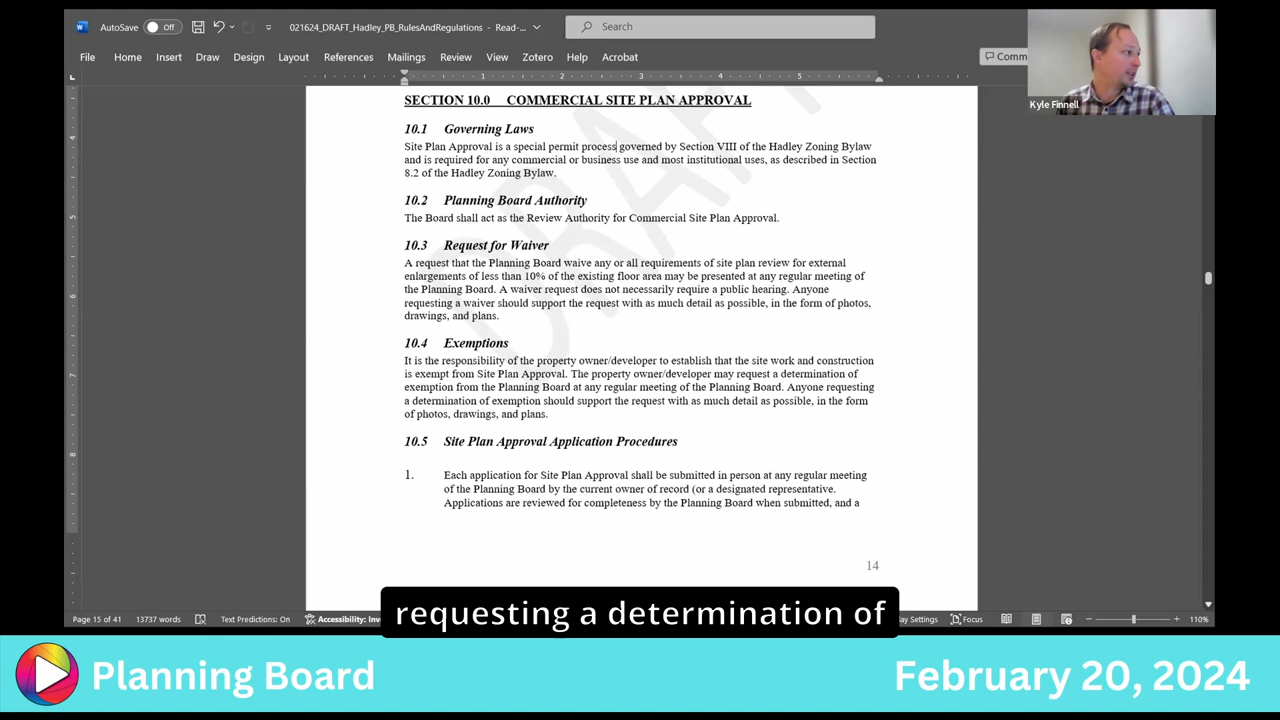 AutoSave
Off
021624_DRAFT_Hadley_PB_RulesAndRegulations - Read-...
Search
File Home Insert Draw Design Layout References Mailings Review View Zotero Help Acrobat
Comm
Kyle Finnell
1 2 3 4 5
DRAFT
SECTION 10.0 COMMERCIAL SITE PLAN APPROVAL
10.1 Governing Laws
Site Plan Approval is a special permit process governed by Section VIII of the Hadley Zoning Bylaw
and is required for any commercial or business use and most institutional uses, as described in Section
8.2 of the Hadley Zoning Bylaw.
10.2 Planning Board Authority
The Board shall act as the Review Authority for Commercial Site Plan Approval.
10.3 Request for Waiver
A request that the Planning Board waive any or all requirements of site plan review for external
enlargements of less than 10% of the existing floor area may be presented at any regular meeting of
the Planning Board. A waiver request does not necessarily require a public hearing. Anyone
requesting a waiver should support the request with as much detail as possible, in the form of photos,
drawings, and plans.
10.4 Exemptions
It is the responsibility of the property owner/developer to establish that the site work and construction
is exempt from Site Plan Approval. The property owner/developer may request a determination of
exemption from the Planning Board at any regular meeting of the Planning Board. Anyone requesting
a determination of exemption should support the request with as much detail as possible, in the form
of photos, drawings, and plans.
10.5 Site Plan Approval Application Procedures
1. Each application for Site Plan Approval shall be submitted in person at any regular meeting
of the Planning Board by the current owner of record (or a designated representative.
Applications are reviewed for completeness by the Planning Board when submitted, and a
14
requesting a determination of
Page 15 of 41 13737 words Text Predictions: On Accessibility: Inve
ay Settings Focus 110%
Planning Board
February 20, 2024